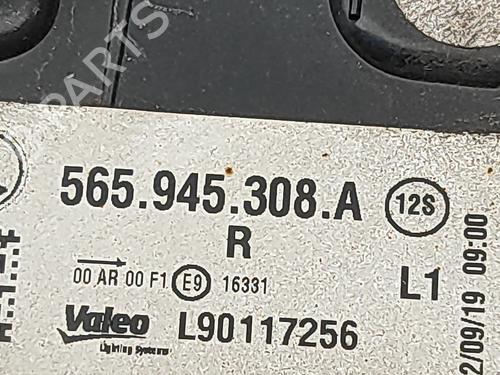 565.945.308.A
12S
R
00 AR 00 F1 E9 16331
L1
Valeo
Lighting Systems
L90117256
2/09/19 09:00
PARTS